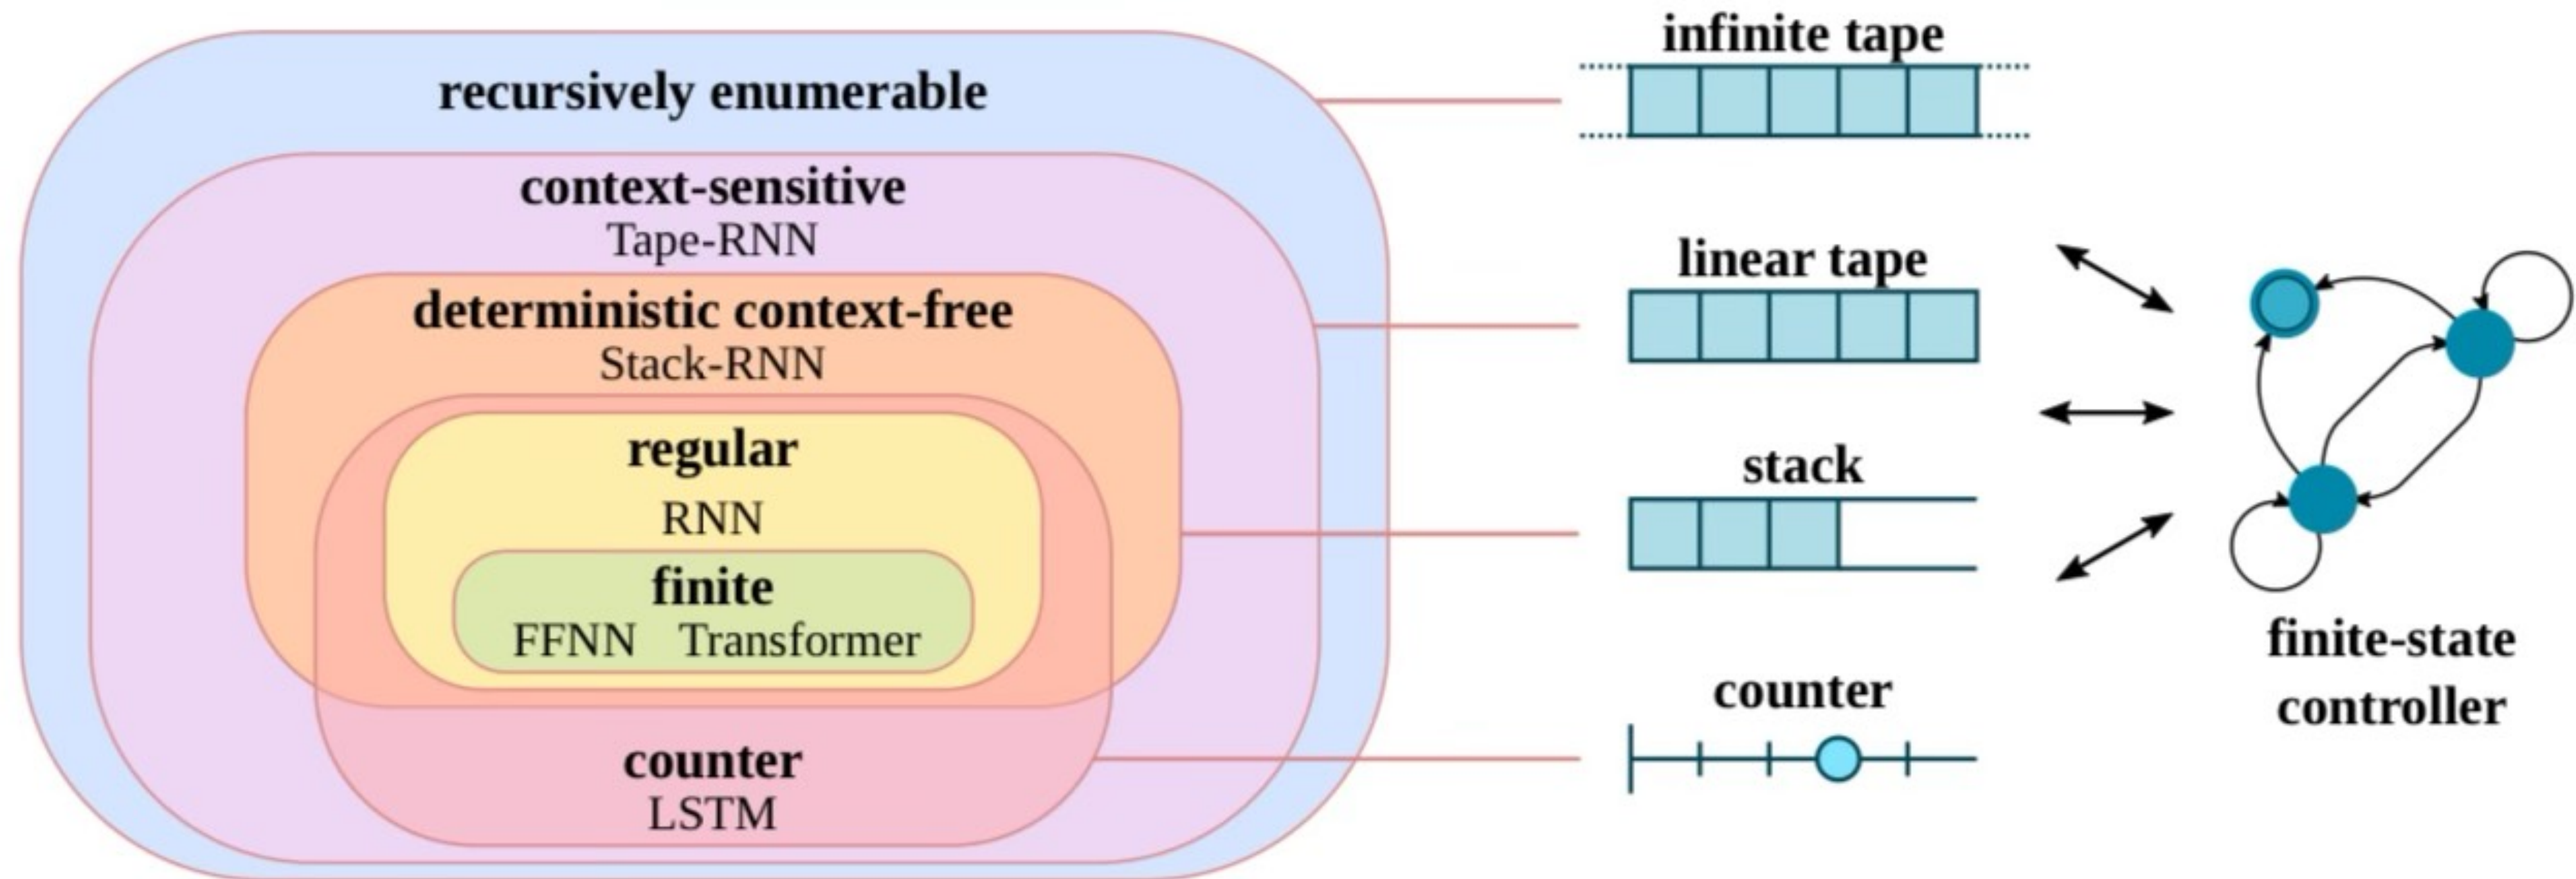 recursively enumerable
context-sensitive
Tape-RNN
deterministic context-free
Stack-RNN
regular
RNN
finite
FFNN Transformer
counter
LSTM
infinite tape
linear tape
stack
counter
finite-state
controller